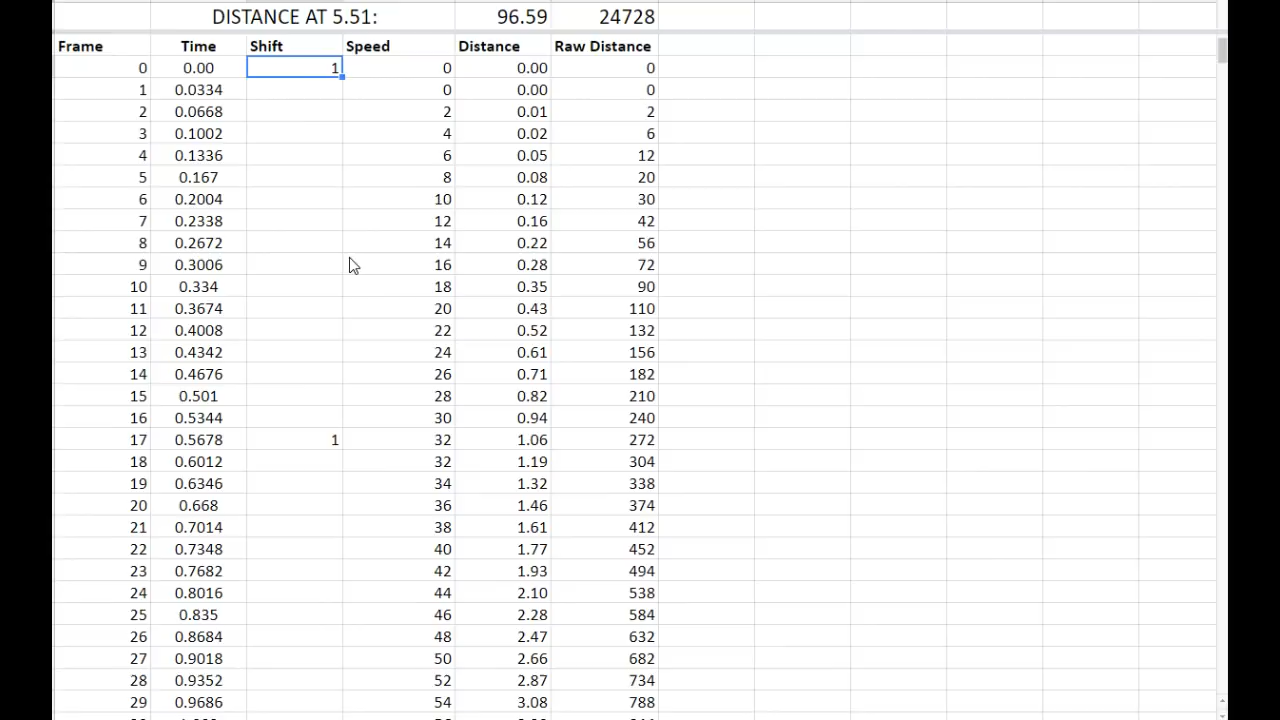 DISTANCE AT 5.51: 96.59 24728
Frame Time Shift Speed Distance Raw Distance
0 0.00 1 0 0.00 0
1 0.0334 0 0.00 0
2 0.0668 2 0.01 2
3 0.1002 4 0.02 6
4 0.1336 6 0.05 12
5 0.167 8 0.08 20
6 0.2004 10 0.12 30
7 0.2338 12 0.16 42
8 0.2672 14 0.22 56
9 0.3006 16 0.28 72
10 0.334 18 0.35 90
11 0.3674 20 0.43 110
12 0.4008 22 0.52 132
13 0.4342 24 0.61 156
14 0.4676 26 0.71 182
15 0.501 28 0.82 210
16 0.5344 30 0.94 240
17 0.5678 1 32 1.06 272
18 0.6012 32 1.19 304
19 0.6346 34 1.32 338
20 0.668 36 1.46 374
21 0.7014 38 1.61 412
22 0.7348 40 1.77 452
23 0.7682 42 1.93 494
24 0.8016 44 2.10 538
25 0.835 46 2.28 584
26 0.8684 48 2.47 632
27 0.9018 50 2.66 682
28 0.9352 52 2.87 734
29 0.9686 54 3.08 788